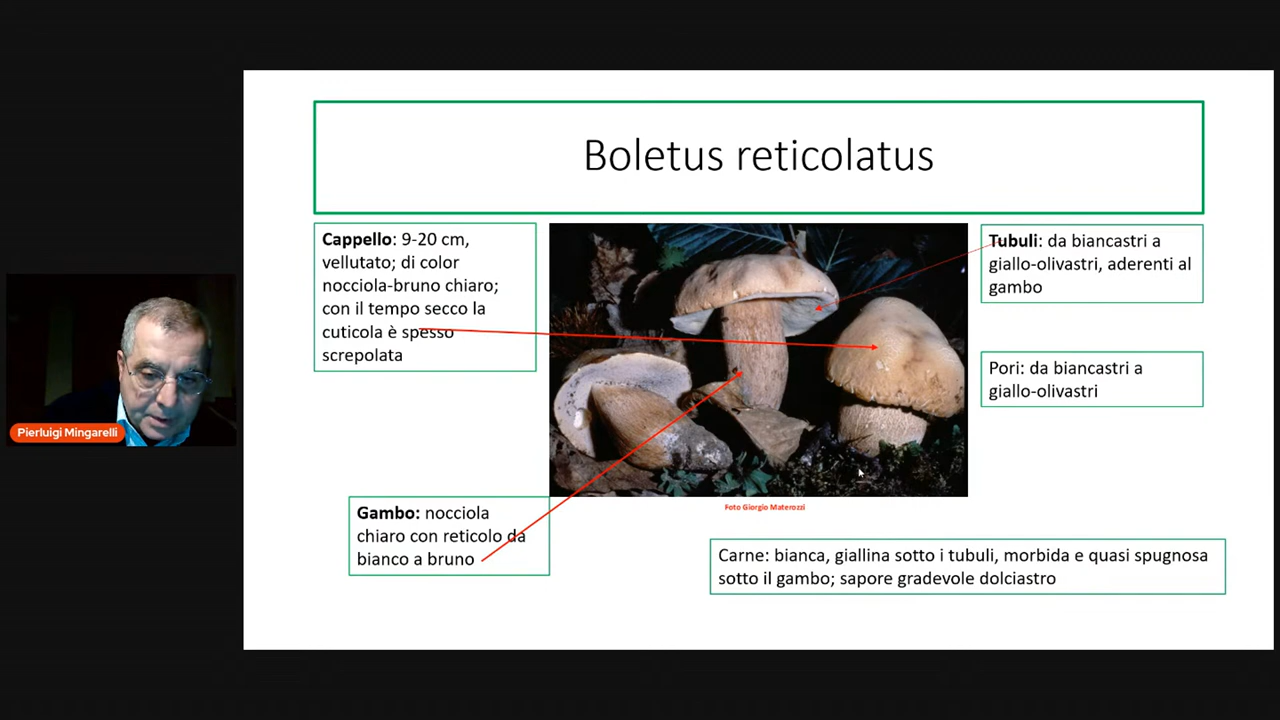 Boletus reticolatus
Cappello: 9-20 cm,
vellutato; di color
nocciola-bruno chiaro;
con il tempo secco la
cuticola è spesso
screpolata
Tubuli: da biancastri a
giallo-olivastri, aderenti al
gambo
Pori: da biancastri a
giallo-olivastri
Pierluigi Mingarelli
Gambo: nocciola
chiaro con reticolo da
bianco a bruno
Foto Giorgio Materozzi
Carne: bianca, giallina sotto i tubuli, morbida e quasi spugnosa
sotto il gambo; sapore gradevole dolciastro